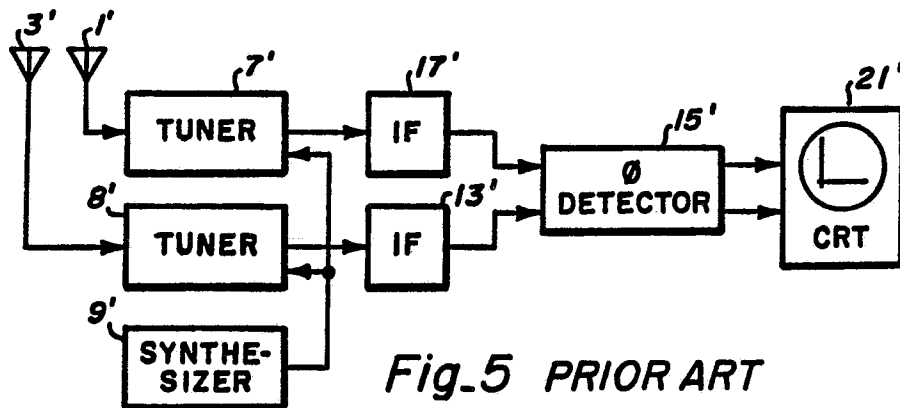 3'
1'
7'
17'
21'
TUNER
IF
15'
Ø
DETECTOR
CRT
8'
13'
TUNER
IF
9'
SYNTHE-
SIZER
Fig_5 PRIOR ART